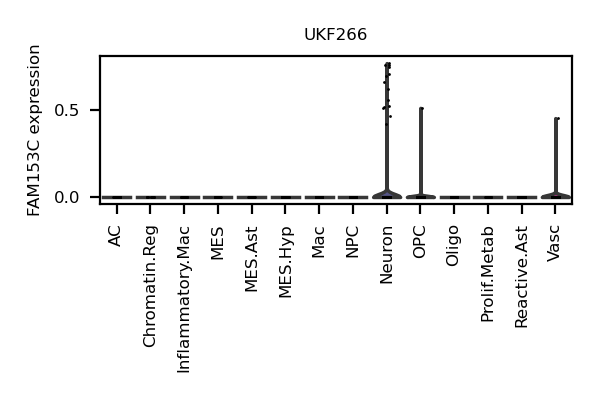 UKF266
FAM153C expression
0.5
0.0
AC
Chromatin.Reg
Inflammatory.Mac
MES
MES.Ast
MES.Hyp
Mac
NPC
Neuron
OPC
Oligo
Prolif.Metab
Reactive.Ast
Vasc